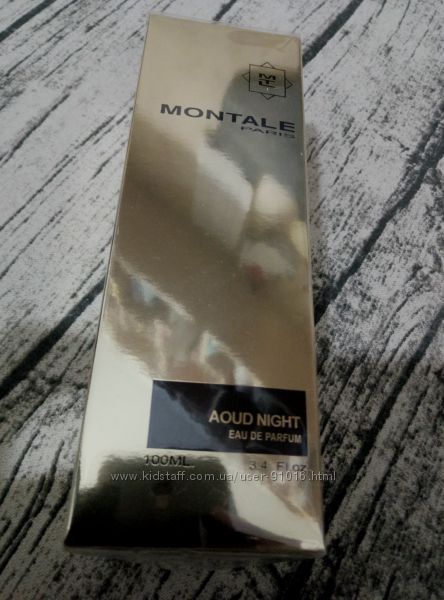 MONTALE
PARIS
AOUD NIGHT
EAU DE PARFUM
100ML. 3.4 Fl oz
www.kidstaff.com.ua/user-91016.html